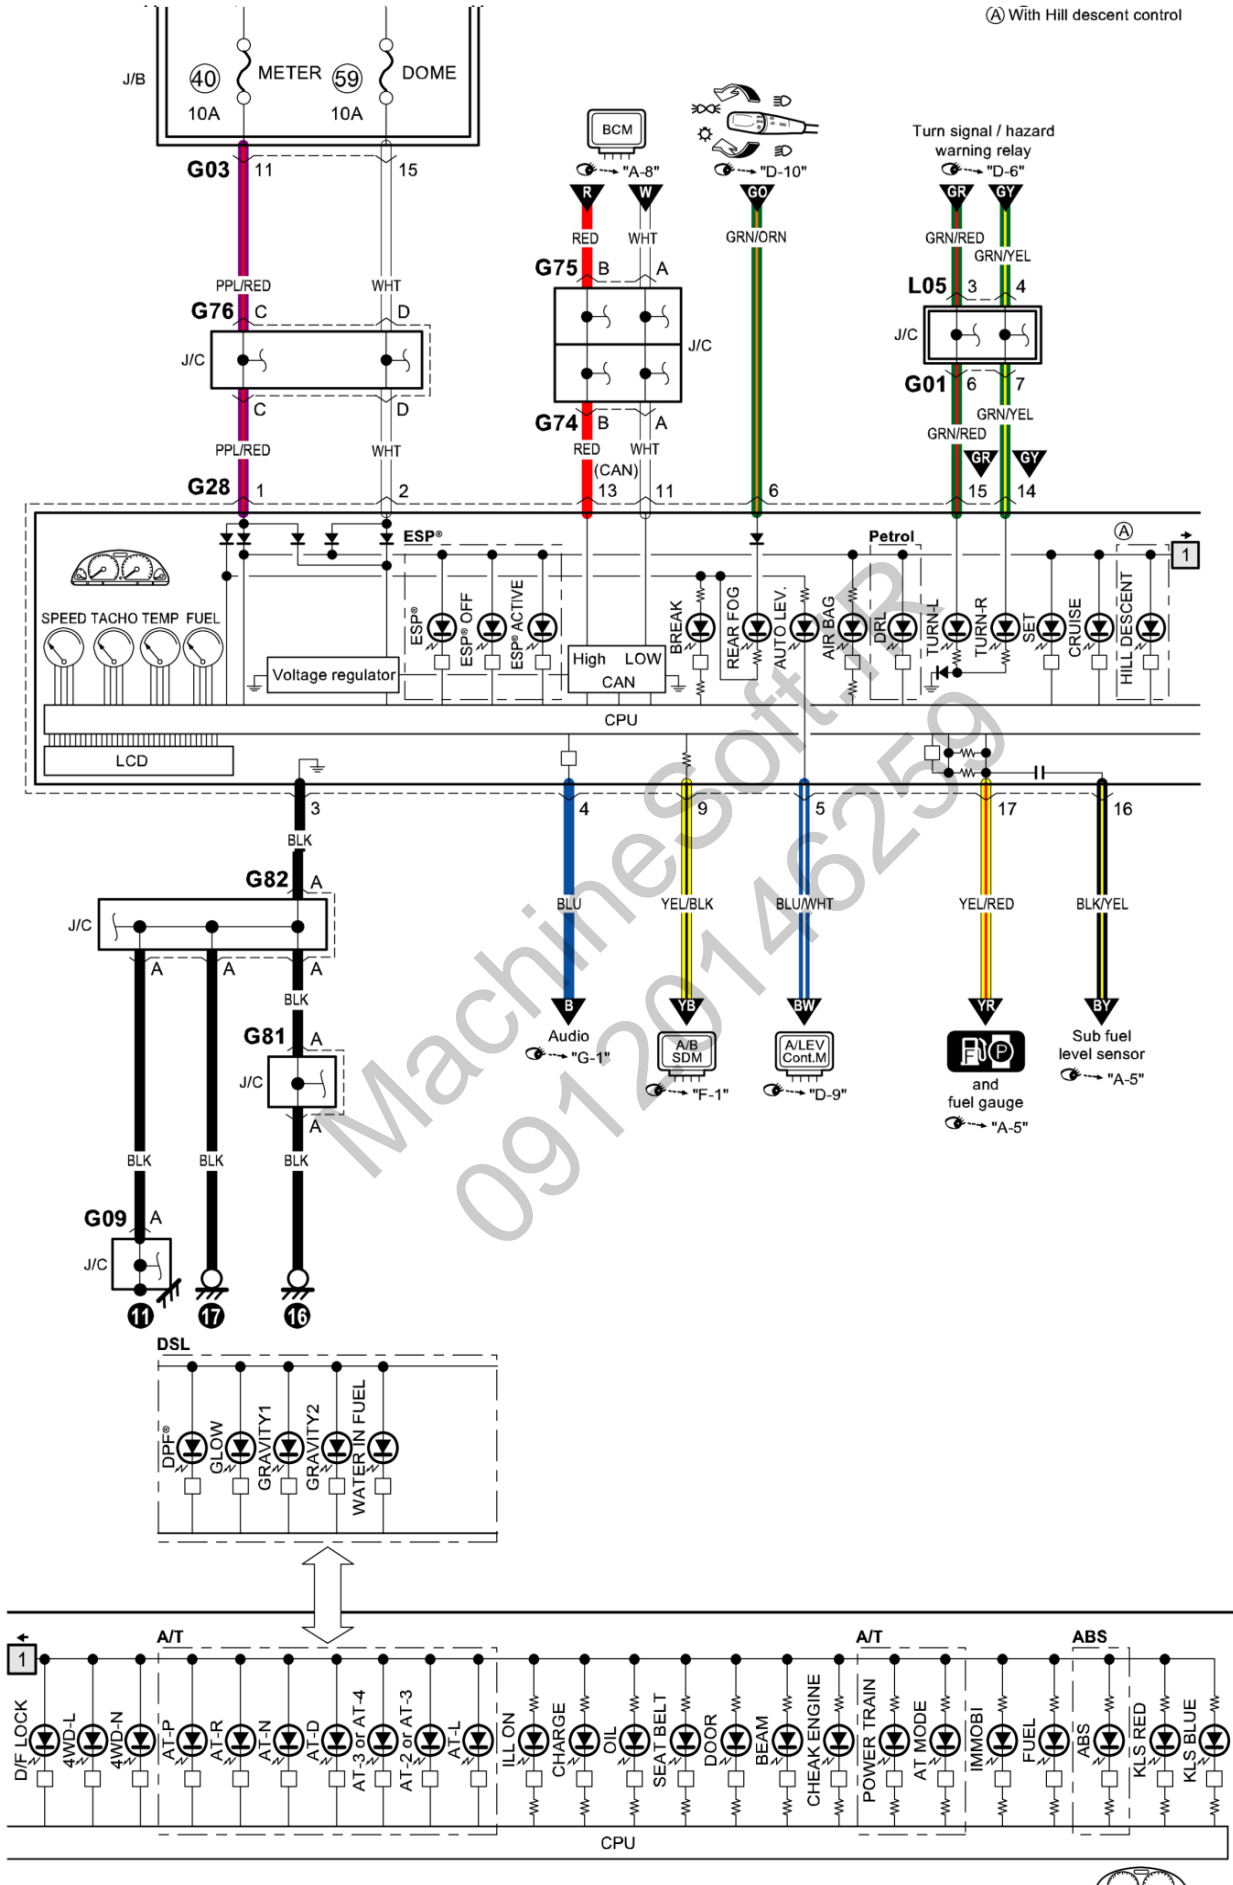 Ⓐ With Hill descent control
J/B
40
METER
59
DOME
10A
10A
BCM
Turn signal / hazard
warning relay
"A-8"
"D-10"
"D-6"
G03
11
15
R
W
GO
GR
GY
RED
WHT
GRN/ORN
GRN/RED
GRN/YEL
G75
B
A
PPL/RED
WHT
L05
3
4
G76
C
D
J/C
J/C
J/C
G01
6
7
C
D
G74
B
A
GRN/YEL
GRN/RED
PPL/RED
WHT
RED
WHT
(CAN)
GR
GY
G28
1
2
13
11
6
15
14
ESP®
Petrol
Ⓐ
1
SPEED
TACHO
TEMP
FUEL
ESP®
ESP® OFF
ESP® ACTIVE
BREAK
REAR FOG
AUTO LEV.
AIR BAG
DRL
TURN-L
TURN-R
SET
CRUISE
HILL DESCENT
Voltage regulator
High
LOW
CAN
CPU
LCD
3
4
9
5
17
16
BLK
G82
A
J/C
BLU
YEL/BLK
BLU/WHT
YEL/RED
BLK/YEL
A
A
A
BLK
B
YB
BW
YR
BY
G81
A
Audio
"G-1"
A/B
SDM
"F-1"
A/LEV
Cont.M
"D-9"
F
P
and
fuel gauge
"A-5"
Sub fuel
level sensor
"A-5"
J/C
A
BLK
BLK
BLK
G09
A
J/C
11
17
16
MachineSoft.IR
09120146259
DSL
DPF®
GLOW
GRAVITY1
GRAVITY2
WATER IN FUEL
1
A/T
A/T
ABS
D/F LOCK
4WD-L
4WD-N
AT-P
AT-R
AT-N
AT-D
AT-3 or AT-4
AT-2 or AT-3
AT-L
ILL ON
CHARGE
OIL
SEAT BELT
DOOR
BEAM
CHEAK ENGINE
POWER TRAIN
AT MODE
IMMOBI
FUEL
ABS
KLS RED
KLS BLUE
CPU